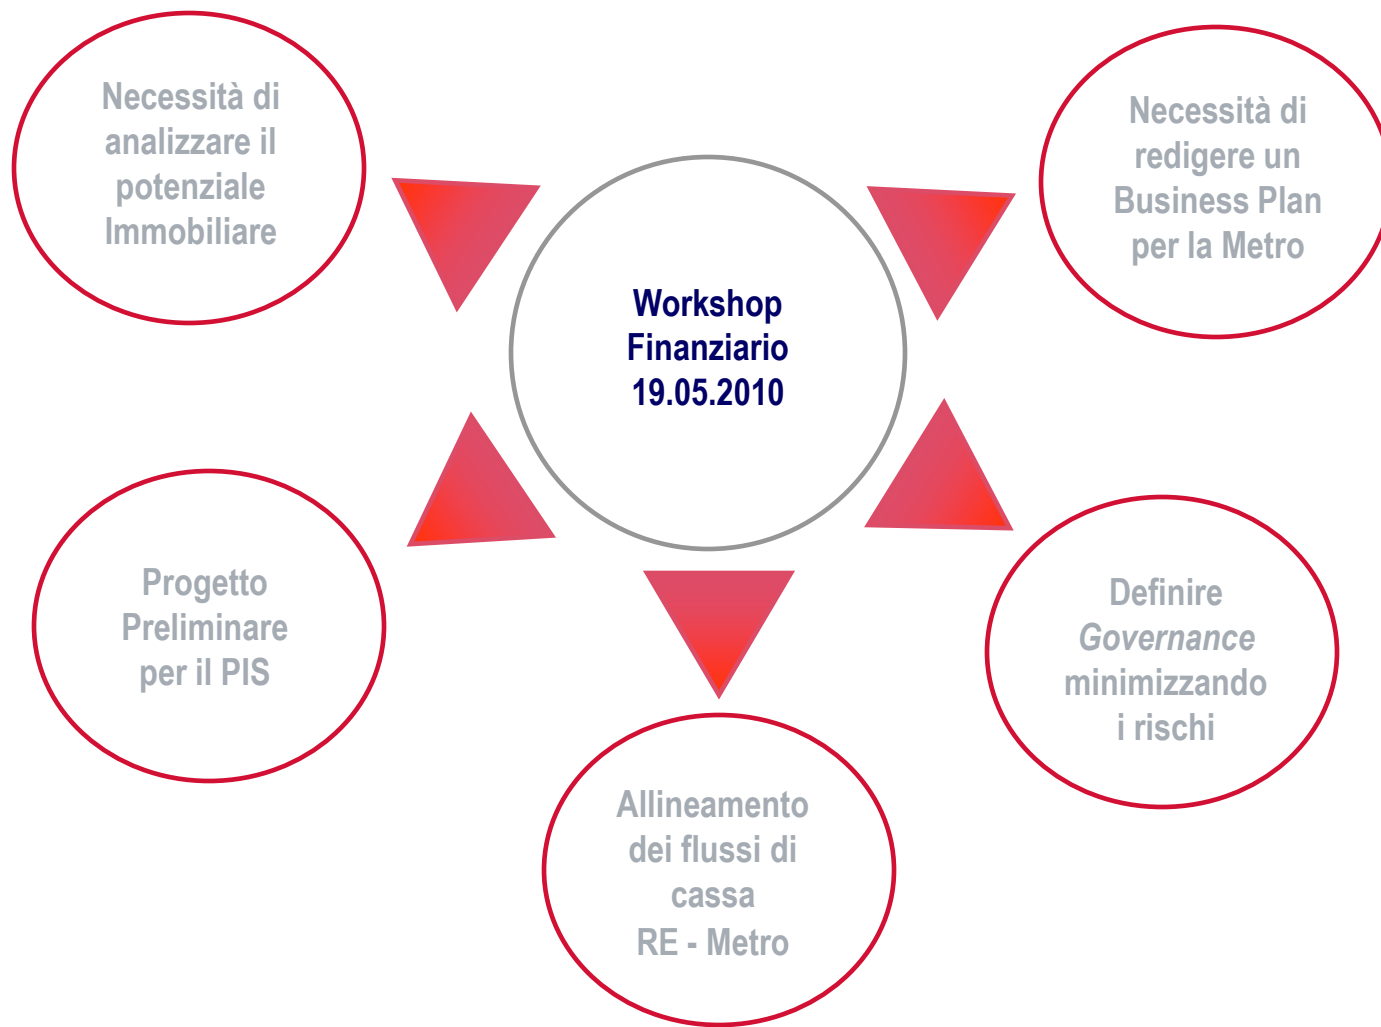 Necessità di
analizzare il
potenziale
Immobiliare
Necessità di
redigere un
Business Plan
per la Metro
Workshop
Finanziario
19.05.2010
Progetto
Preliminare
per il PIS
Definire
Governance
minimizzando
i rischi
Allineamento
dei flussi di
cassa
RE - Metro